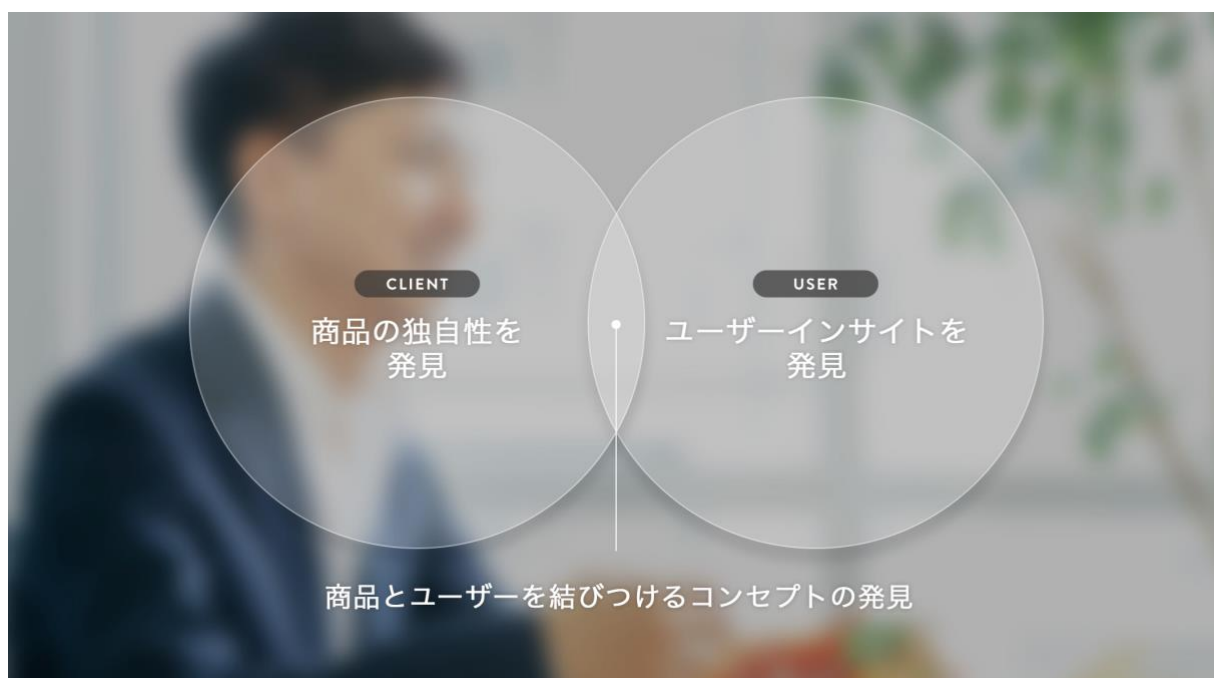 CLIENT
商品の独自性を
発見
USER
ユーザーインサイトを
発見
商品とユーザーを結びつけるコンセプトの発見